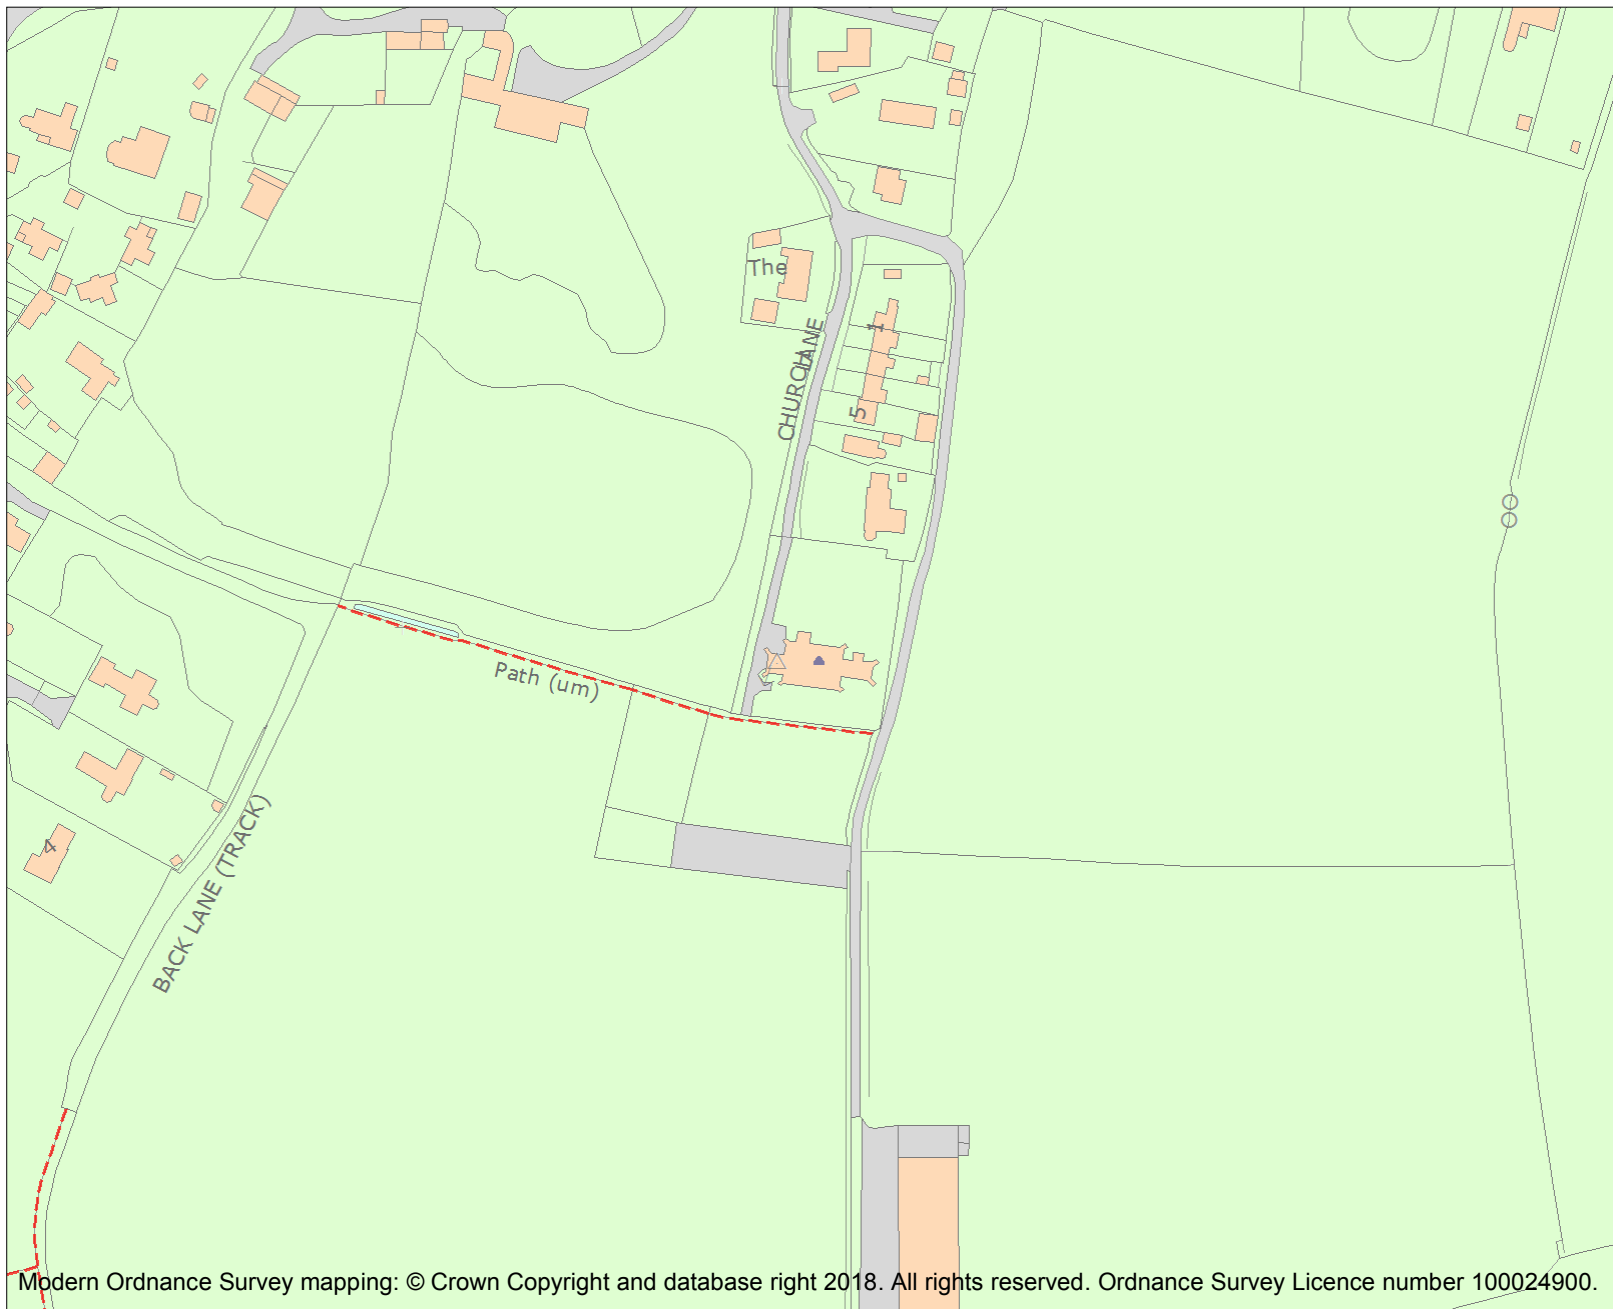 The
1
CHURCH LANE
5
Path (um)
BACK LANE (TRACK)
4
Modern Ordnance Survey mapping: © Crown Copyright and database right 2018. All rights reserved. Ordnance Survey Licence number 100024900.